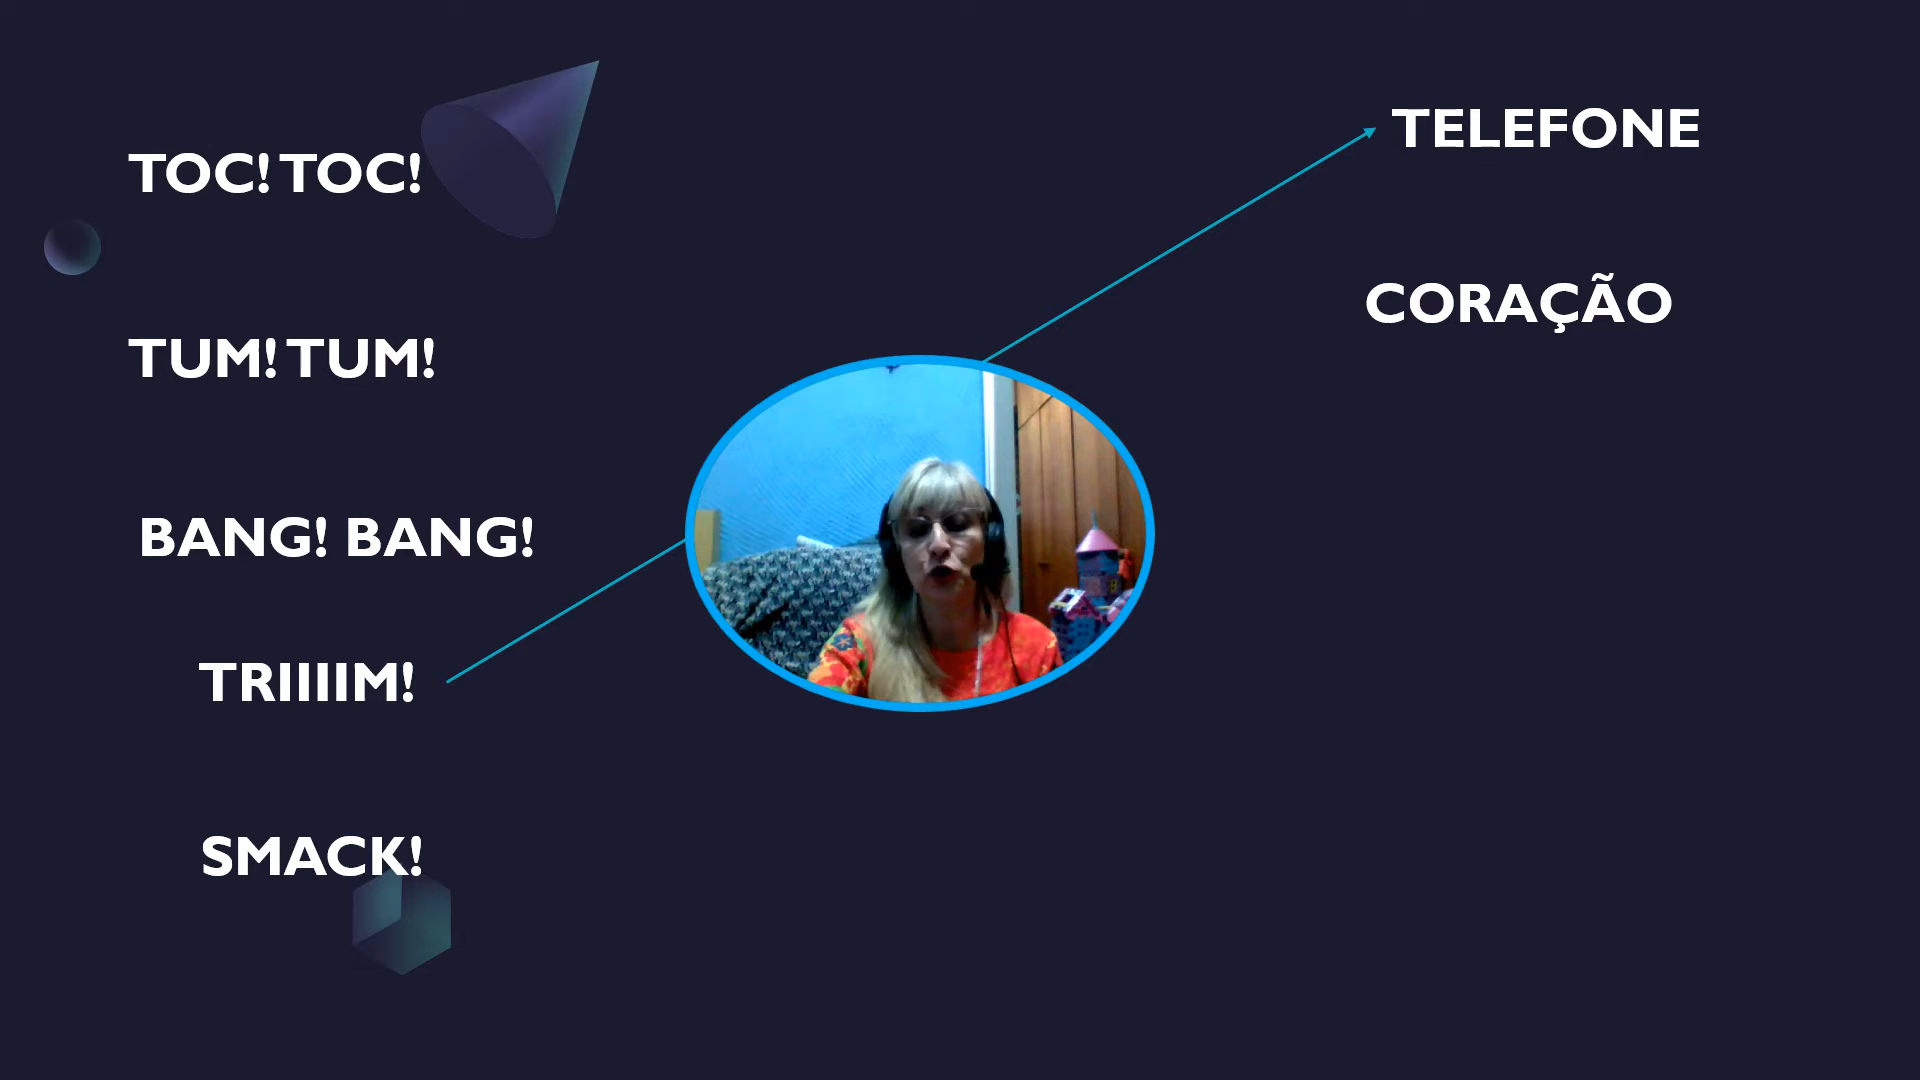 TOC! TOC!
TUM! TUM!
BANG! BANG!
TRIIIIM!
SMACK!
TELEFONE
CORAÇÃO